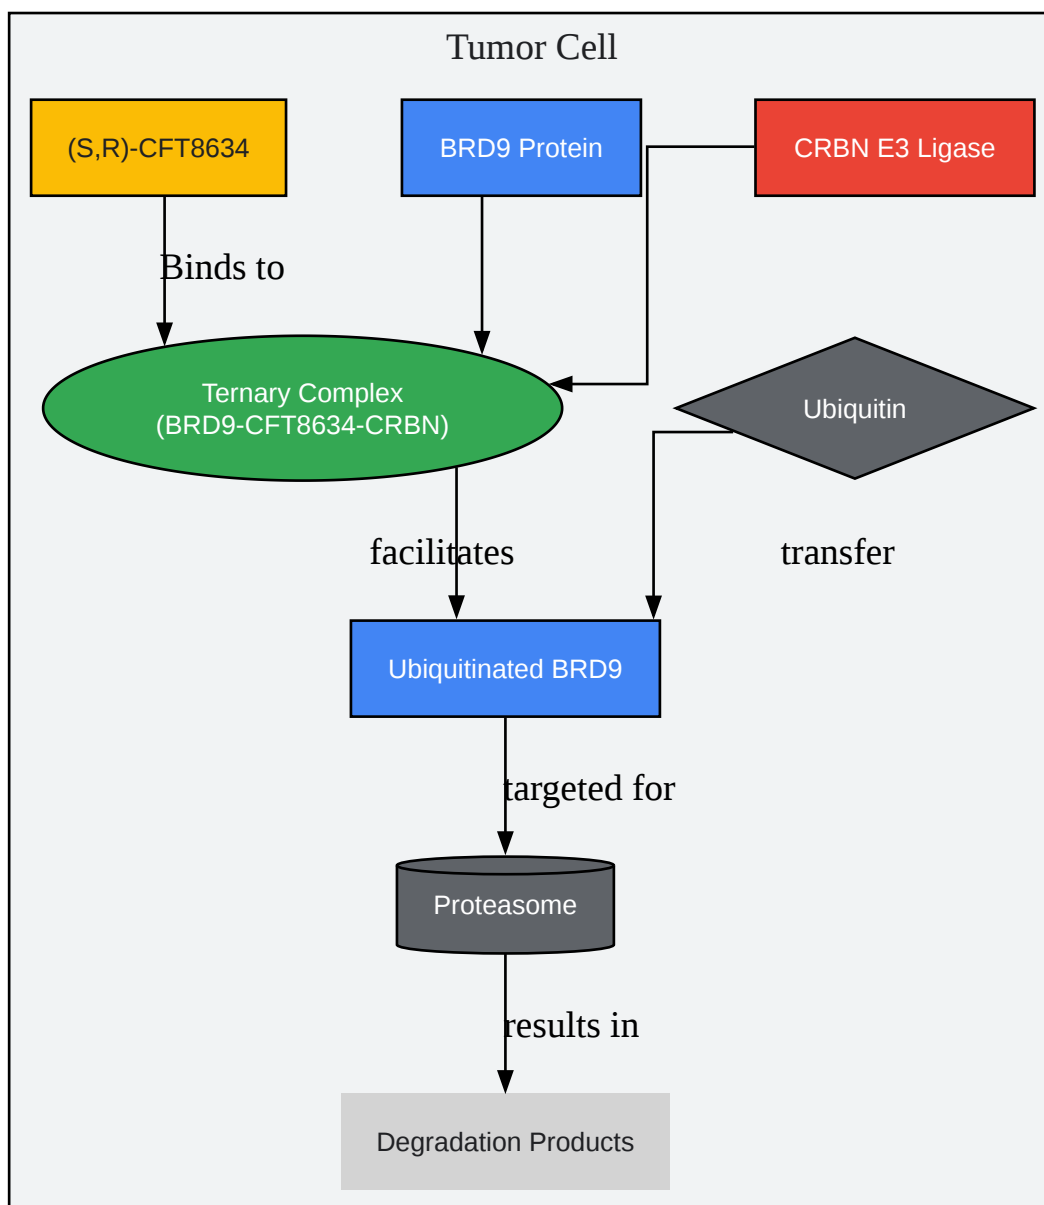 Tumor Cell
(S,R)-CFT8634
BRD9 Protein
CRBN E3 Ligase
Binds to
Ternary Complex
(BRD9-CFT8634-CRBN)
Ubiquitin
facilitates
transfer
Ubiquitinated BRD9
targeted for
Proteasome
results in
Degradation Products